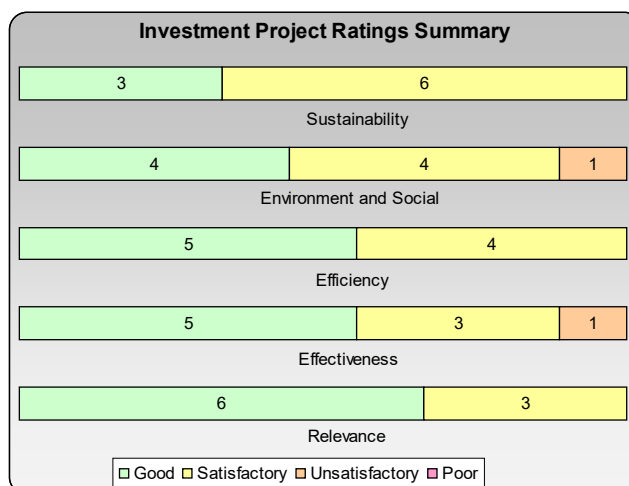 Investment Project Ratings Summary
3 6
Sustainability
4 4 1
Environment and Social
5 4
Efficiency
5 3 1
Effectiveness
6 3
Relevance
Good Satisfactory Unsatisfactory Poor